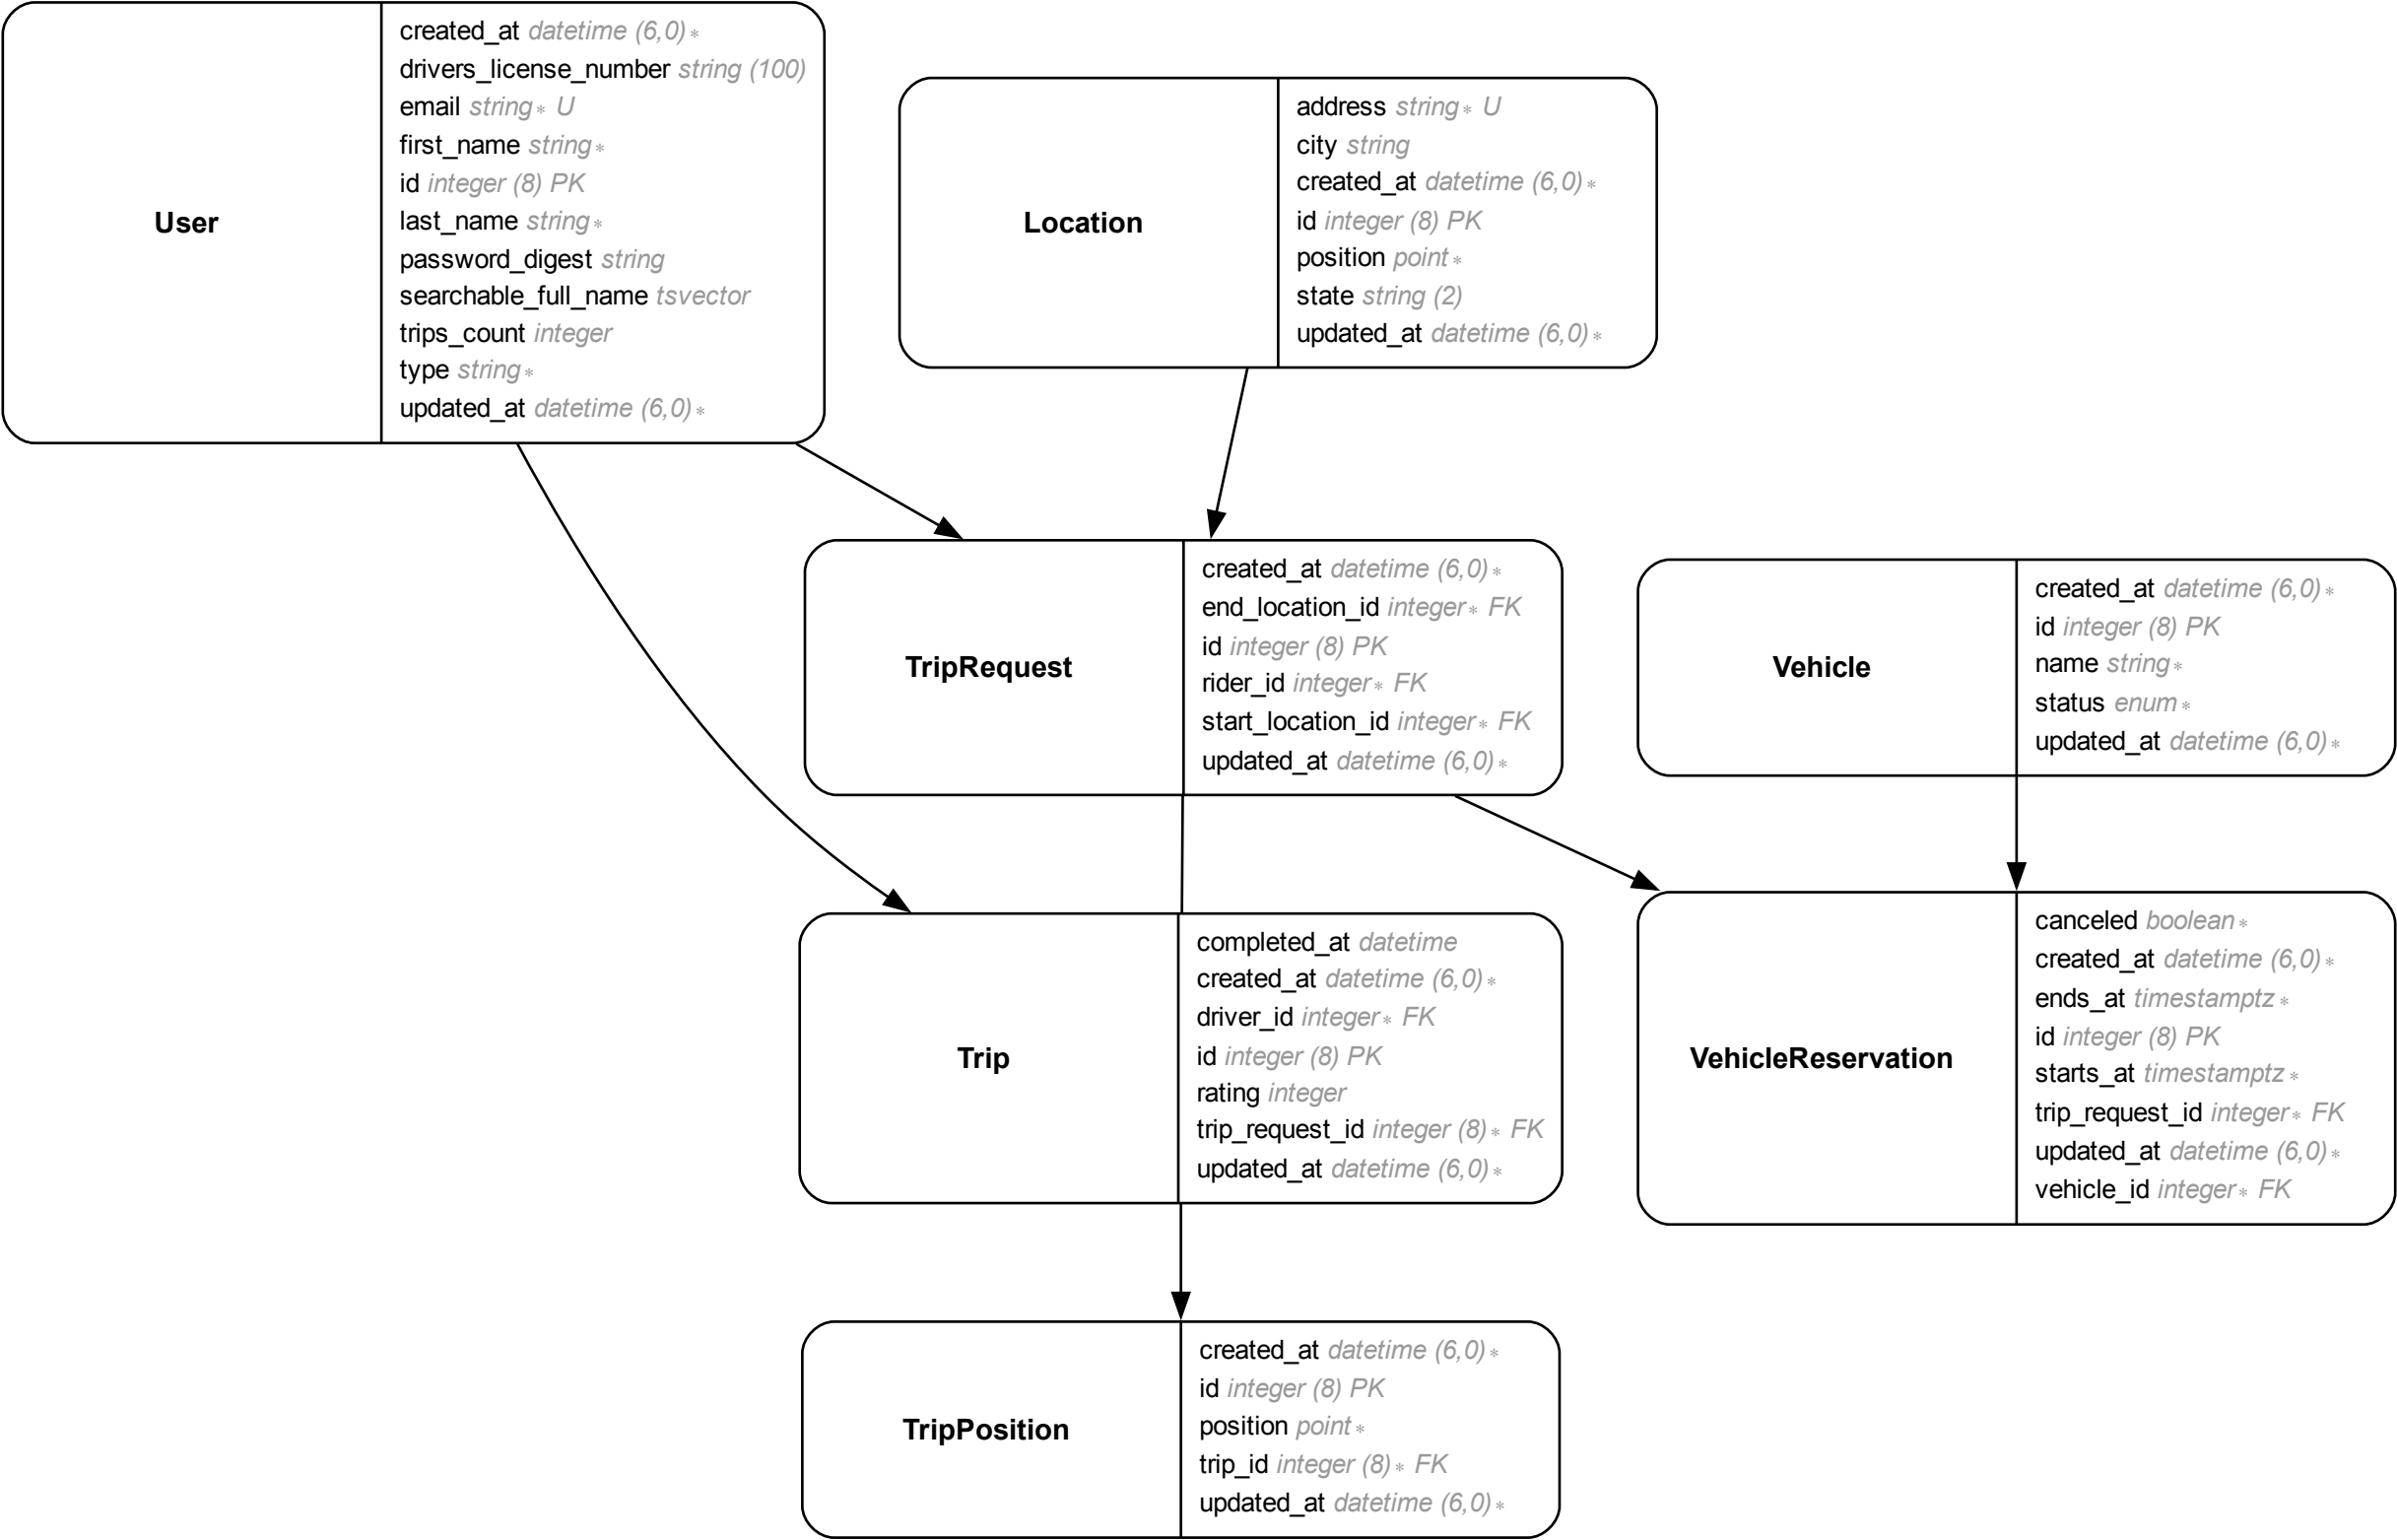 User
created_at datetime (6,0)∗
drivers_license_number string (100)
email string∗ U
first_name string∗
id integer (8) PK
last_name string∗
password_digest string
searchable_full_name tsvector
trips_count integer
type string∗
updated_at datetime (6,0)∗
Location
address string∗ U
city string
created_at datetime (6,0)∗
id integer (8) PK
position point∗
state string (2)
updated_at datetime (6,0)∗
TripRequest
created_at datetime (6,0)∗
end_location_id integer∗ FK
id integer (8) PK
rider_id integer∗ FK
start_location_id integer∗ FK
updated_at datetime (6,0)∗
Vehicle
created_at datetime (6,0)∗
id integer (8) PK
name string∗
status enum∗
updated_at datetime (6,0)∗
Trip
completed_at datetime
created_at datetime (6,0)∗
driver_id integer∗ FK
id integer (8) PK
rating integer
trip_request_id integer (8)∗ FK
updated_at datetime (6,0)∗
VehicleReservation
canceled boolean∗
created_at datetime (6,0)∗
ends_at timestamptz∗
id integer (8) PK
starts_at timestamptz∗
trip_request_id integer∗ FK
updated_at datetime (6,0)∗
vehicle_id integer∗ FK
TripPosition
created_at datetime (6,0)∗
id integer (8) PK
position point∗
trip_id integer (8)∗ FK
updated_at datetime (6,0)∗